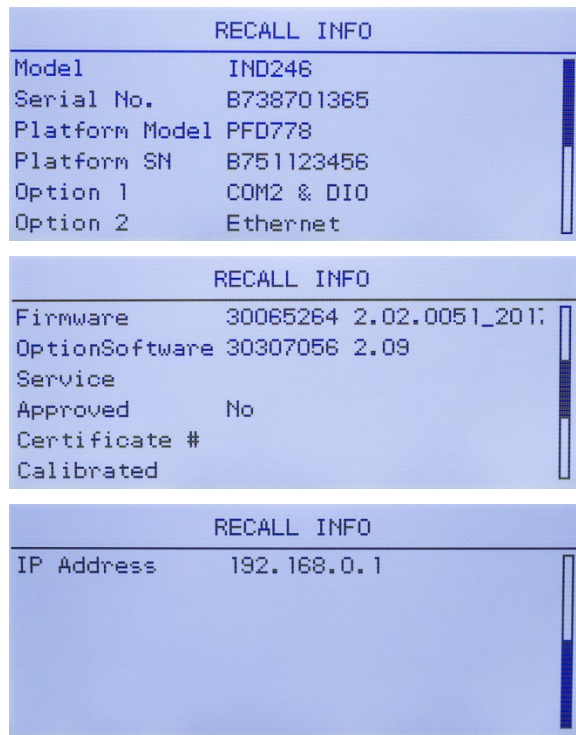 RECALL INFO
Model IND246
Serial No. B738701365
Platform Model PFD778
Platform SN B751123456
Option 1 COM2 & DIO
Option 2 Ethernet
RECALL INFO
Firmware 30065264 2.02.0051_201
OptionSoftware 30307056 2.09
Service
Approved No
Certificate #
Calibrated
RECALL INFO
IP Address 192.168.0.1